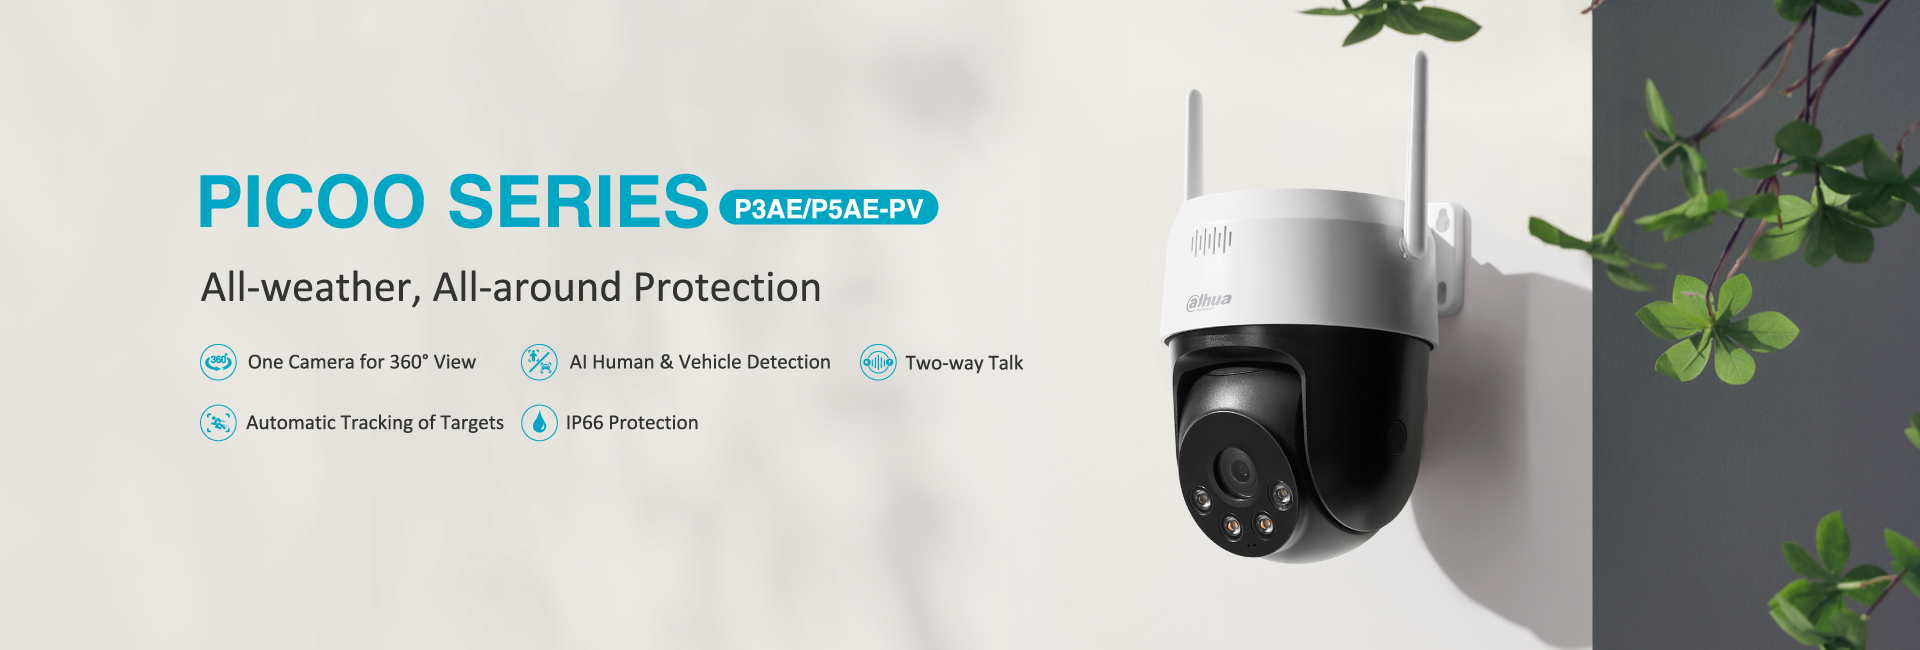 PICOO SERIES P3AE/P5AE-PV
All-weather, All-around Protection
360° One Camera for 360° View
AI Human & Vehicle Detection
Two-way Talk
Automatic Tracking of Targets
IP66 Protection
alhua